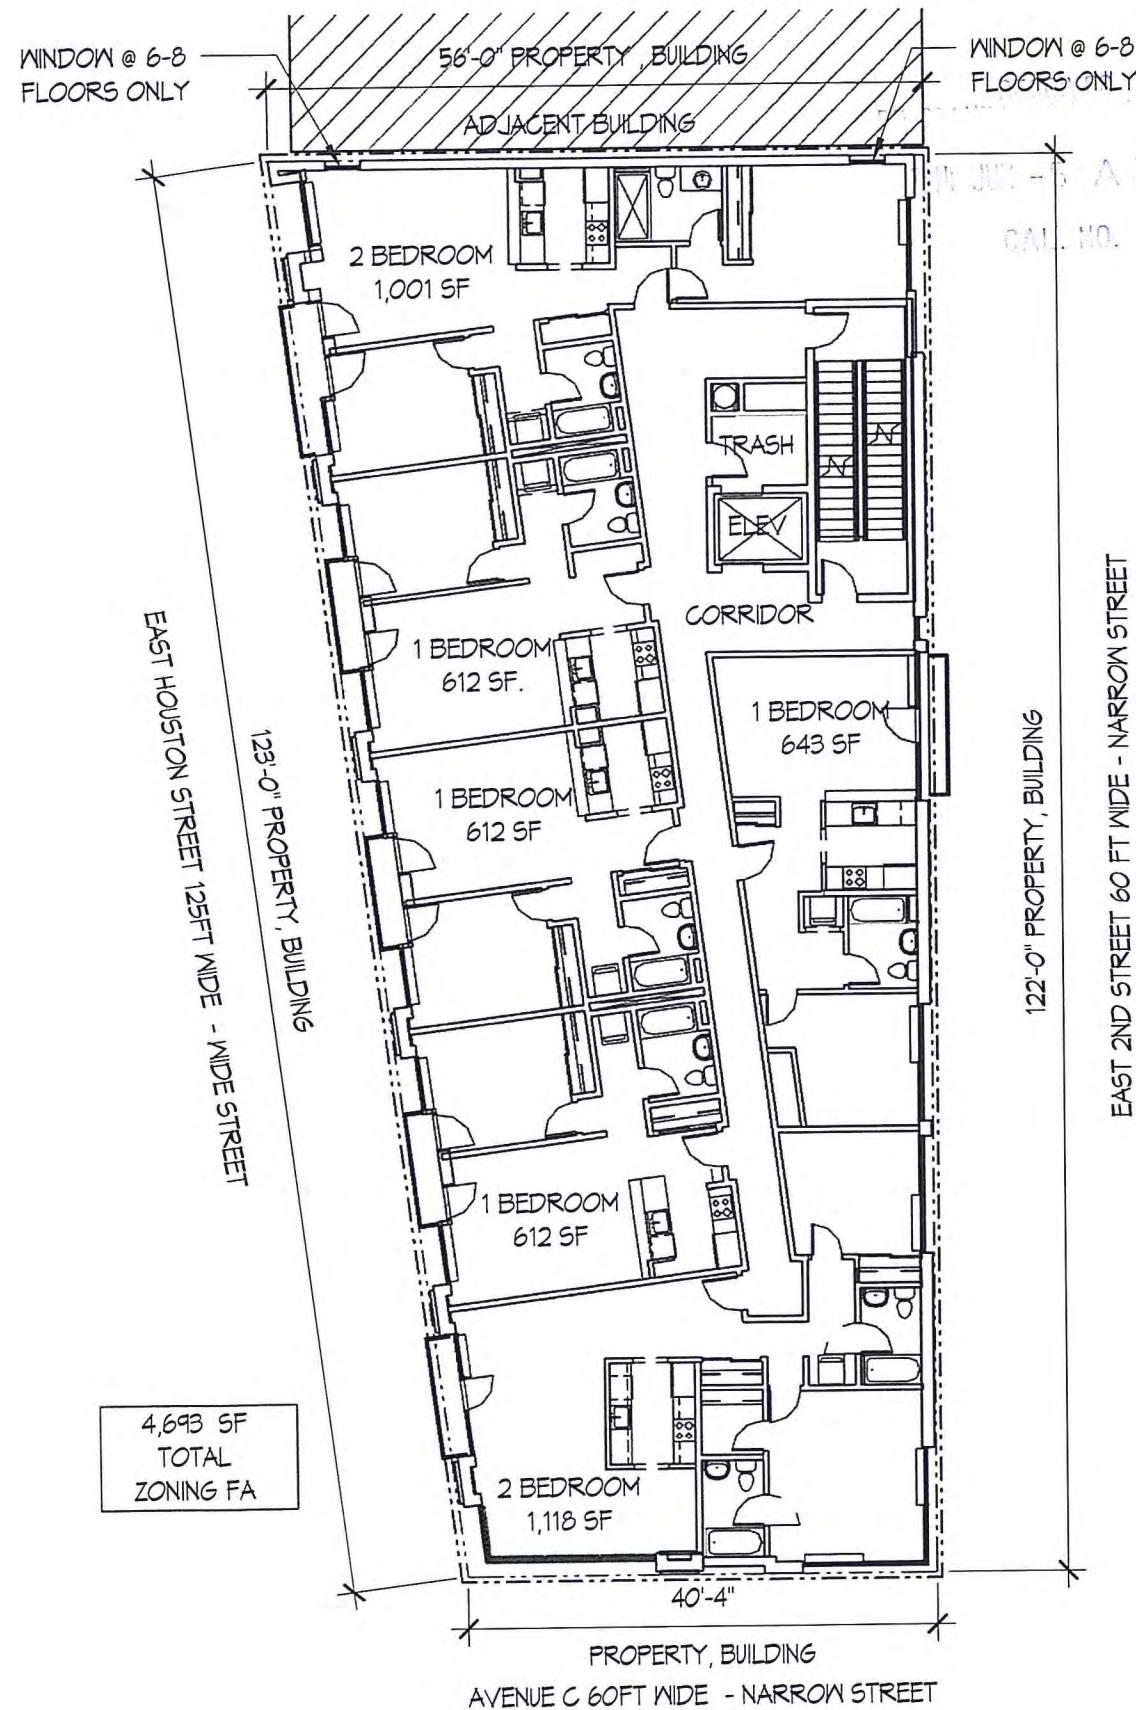 WINDOW @ 6-8
FLOORS ONLY
56'-0" PROPERTY, BUILDING
WINDOW @ 6-8
FLOORS ONLY
ADJACENT BUILDING
CAL. NO.
2 BEDROOM
1,001 SF
TRASH
ELEV
CORRIDOR
1 BEDROOM
612 SF.
1 BEDROOM
643 SF
1 BEDROOM
612 SF
EAST HOUSTON STREET 125FT WIDE - WIDE STREET
123'-0" PROPERTY, BUILDING
122'-0" PROPERTY, BUILDING
EAST 2ND STREET 60 FT WIDE - NARROW STREET
1 BEDROOM
612 SF
4,693 SF
TOTAL
ZONING FA
2 BEDROOM
1,118 SF
40'-4"
PROPERTY, BUILDING
AVENUE C 60FT WIDE - NARROW STREET